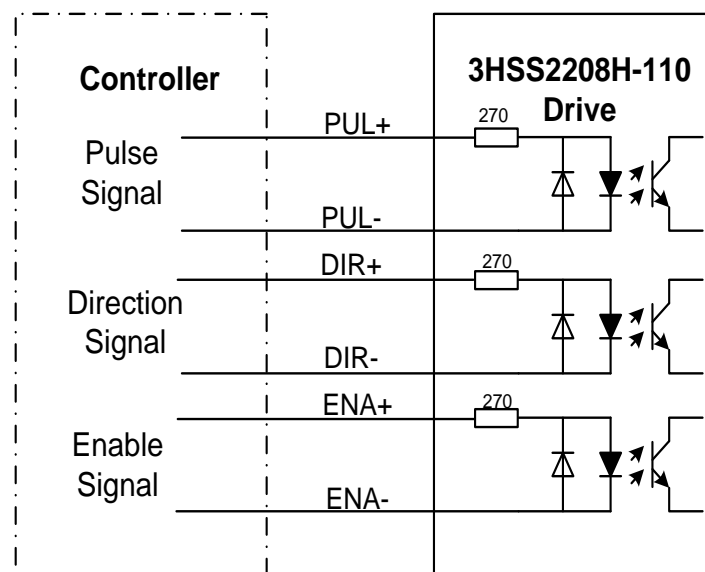 Controller
3HSS2208H-110
Drive
Pulse
Signal
PUL+
270
PUL-
Direction
Signal
DIR+
270
DIR-
Enable
Signal
ENA+
270
ENA-